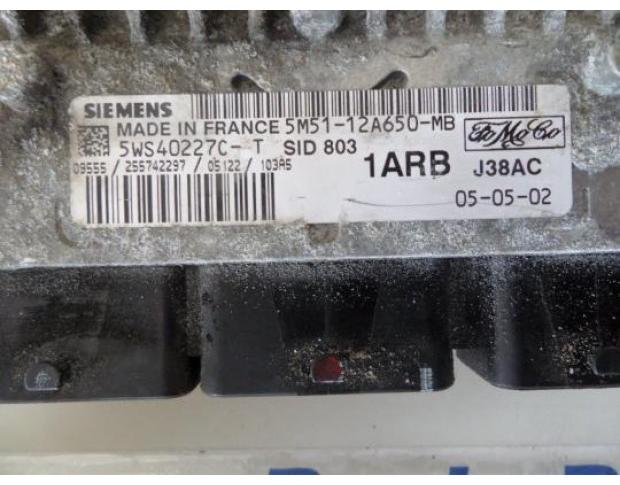 SIEMENS
MADE IN FRANCE 5M51-12A650-MB
FoMoCo
5WS40227C-T SID 803
09555 / 255742297 / 05122 / 103A5
1ARB J38AC
05-05-02